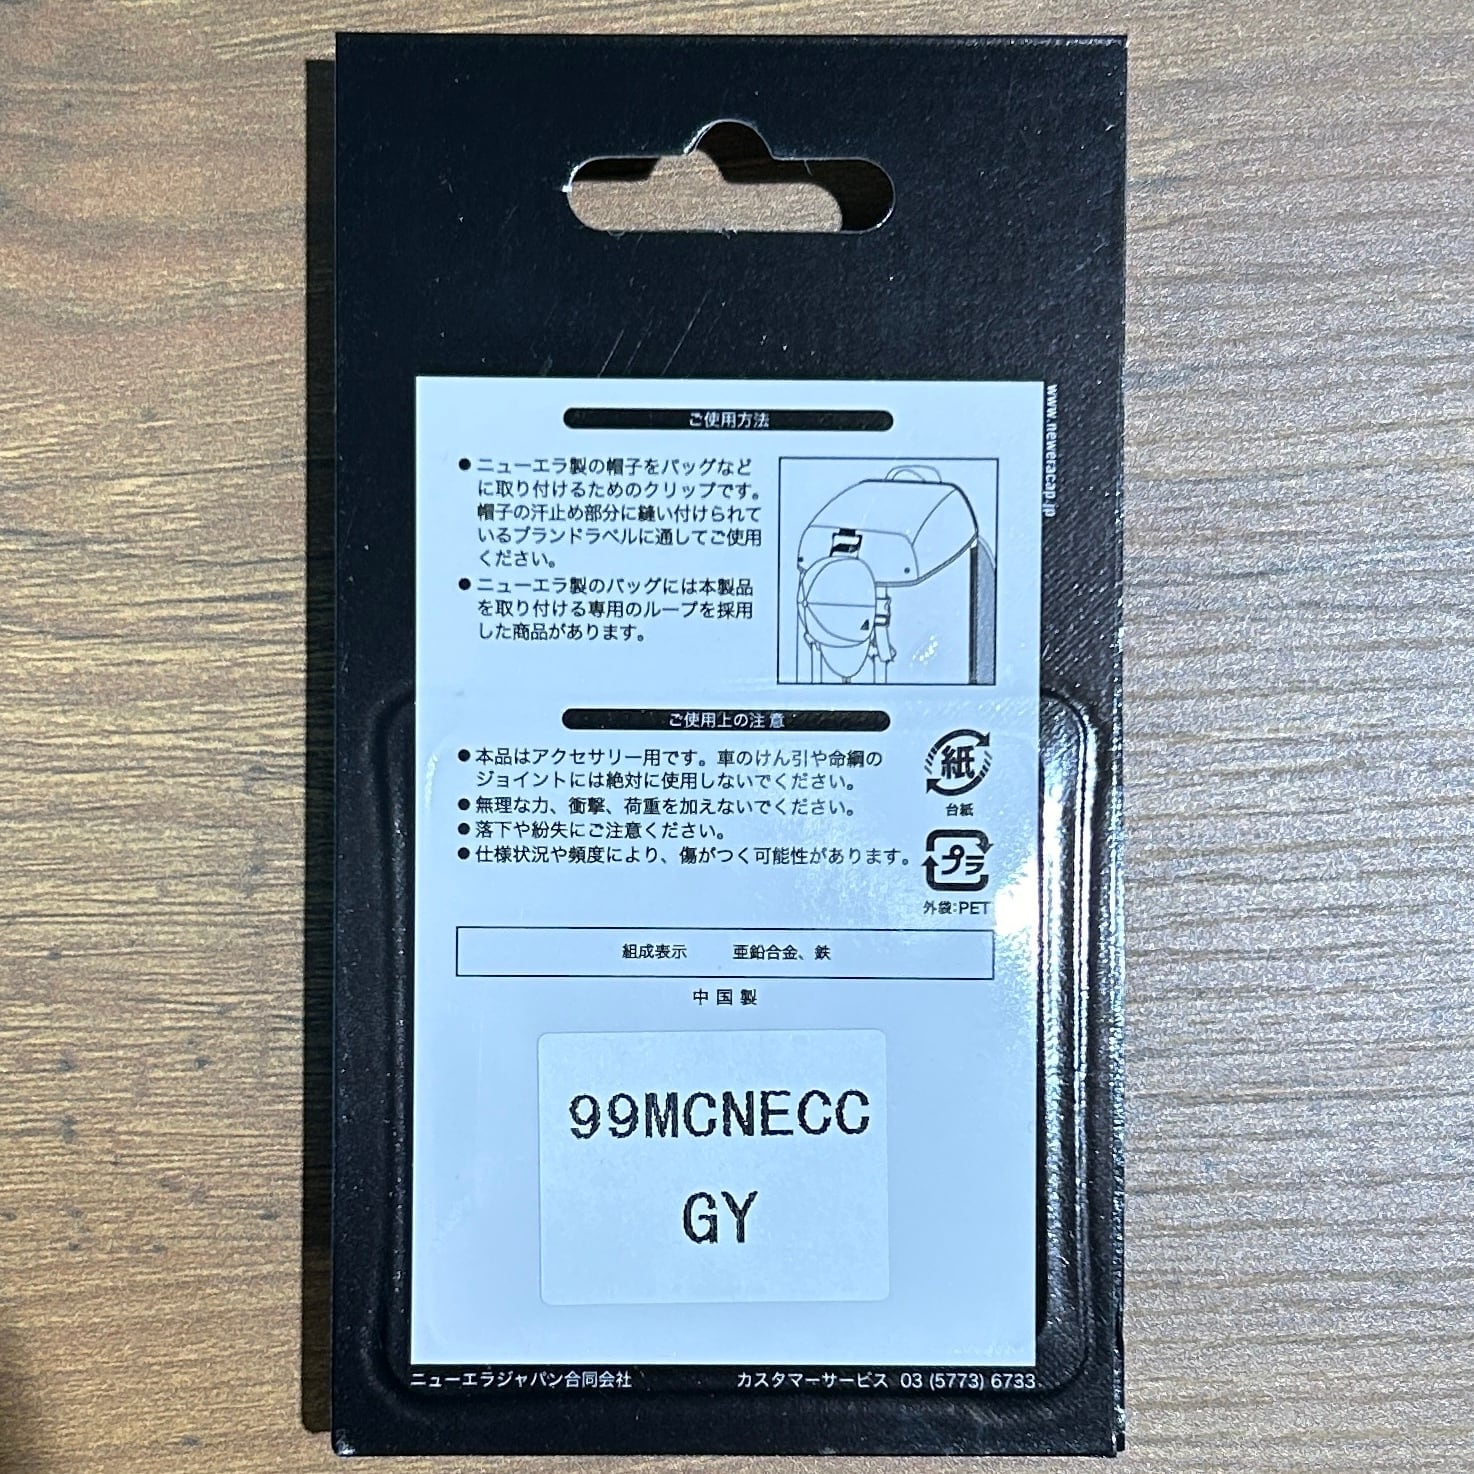 www.neweracap.jp
ご使用方法
●ニューエラ製の帽子をバッグなど
に取り付けるためのクリップです。
帽子の汗止め部分に縫い付けられて
いるブランドラベルに通してご使用
ください。
●ニューエラ製のバッグには本製品
を取り付ける専用のループを採用
した商品があります。
ご使用上の注意
●本品はアクセサリー用です。車のけん引や命綱の
ジョイントには絶対に使用しないでください。
●無理な力、衝撃、荷重を加えないでください。
●落下や紛失にご注意ください。
●仕様状況や頻度により、傷がつく可能性があります。
紙
台紙
プラ
外袋:PET
組成表示 亜鉛合金、鉄
中国製
99MCNECC
GY
ニューエラジャパン合同会社 カスタマーサービス 03 (5773) 6733